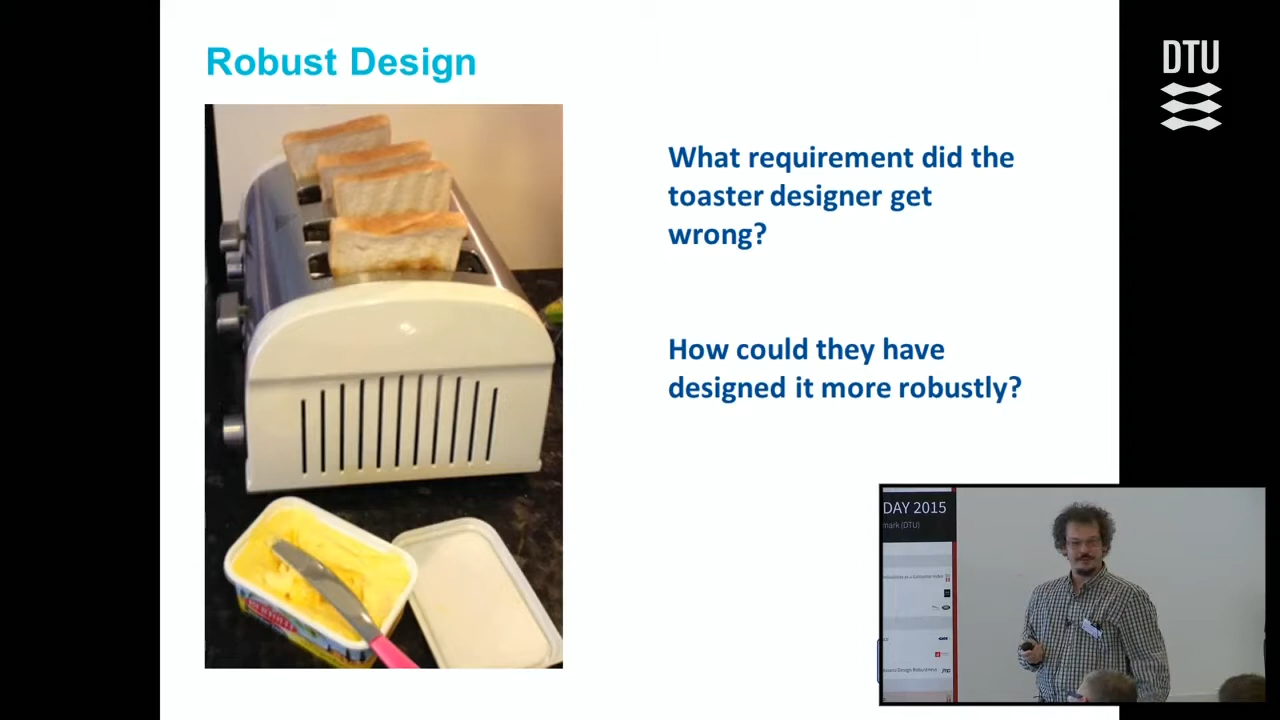 Robust Design
DTU
What requirement did the
toaster designer get
wrong?
How could they have
designed it more robustly?
DAY 2015
mark (DTU)